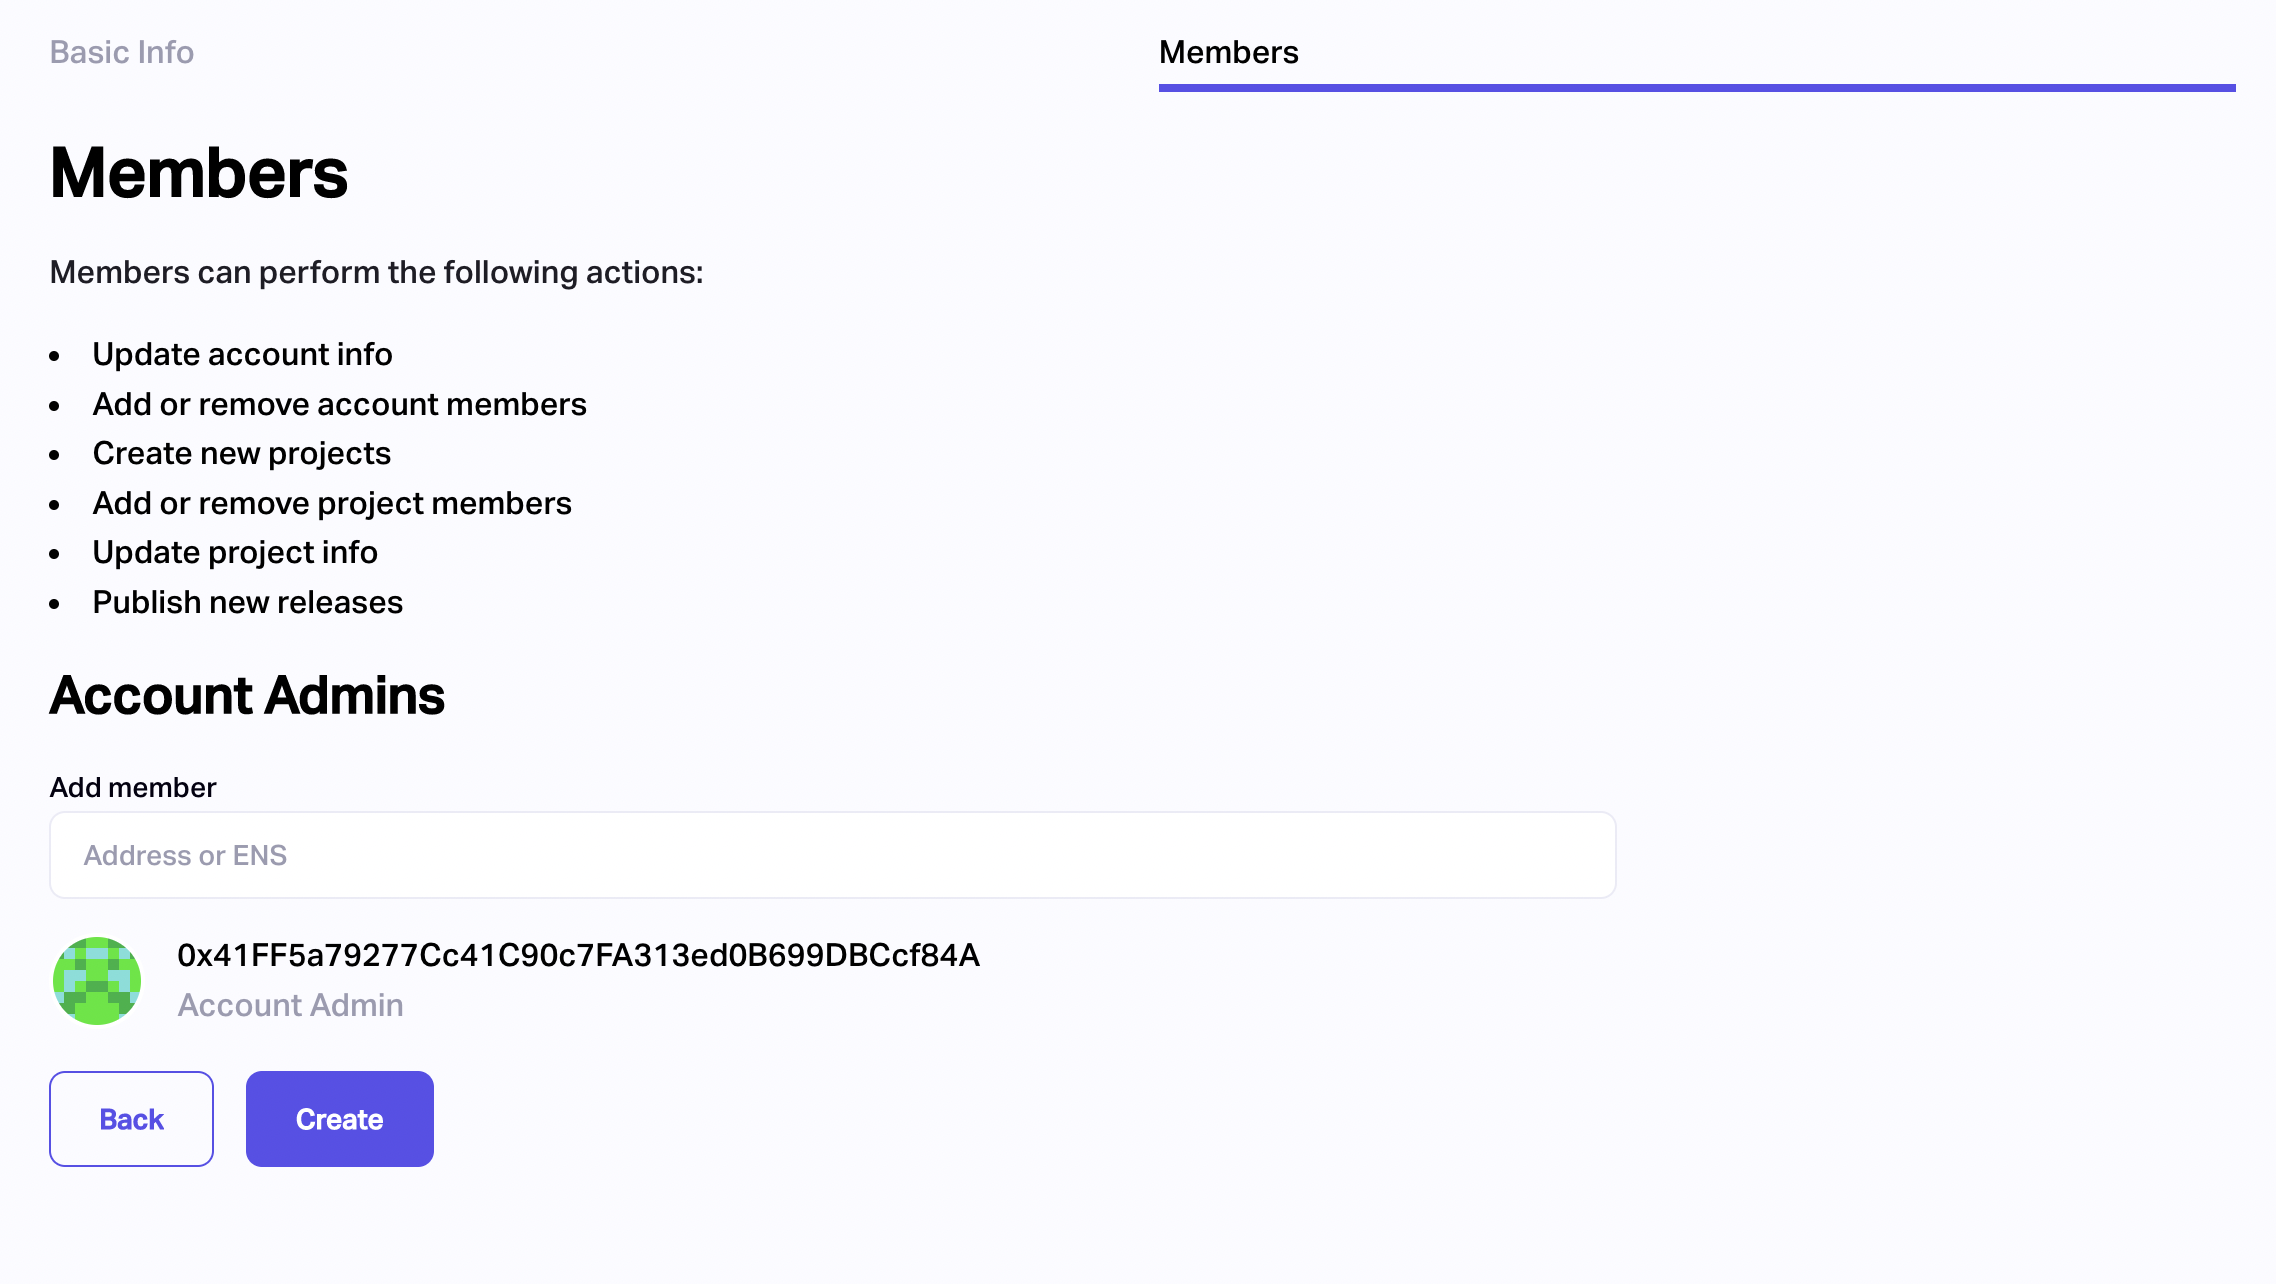 Basic Info
Members
Members
Members can perform the following actions:
• Update account info
• Add or remove account members
• Create new projects
• Add or remove project members
• Update project info
• Publish new releases
Account Admins
Add member
Address or ENS
0x41FF5a79277Cc41C90c7FA313ed0B699DBCcf84A
Account Admin
Back
Create